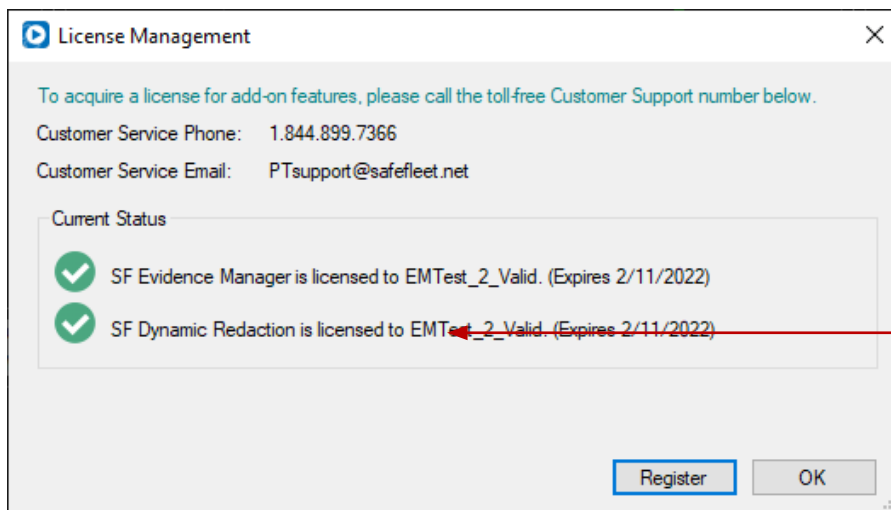 License Management
To acquire a license for add-on features, please call the toll-free Customer Support number below.
Customer Service Phone: 1.844.899.7366
Customer Service Email: PTsupport@safefleet.net
Current Status
SF Evidence Manager is licensed to EMTest_2_Valid. (Expires 2/11/2022)
SF Dynamic Redaction is licensed to EMTest_2_Valid. (Expires 2/11/2022)
Register OK